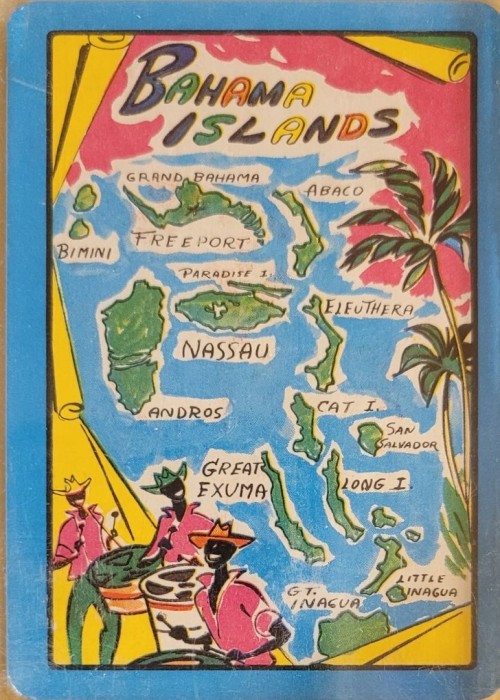 BAHAMA
ISLANDS
GRAND BAHAMA
ABACO
BIMINI
FREEPORT
PARADISE I.
ELEUTHERA
NASSAU
ANDROS
CAT I.
SAN
SALVADOR
GREAT
EXUMA
LONG I.
LITTLE
INAGUA
GT.
INAGUA